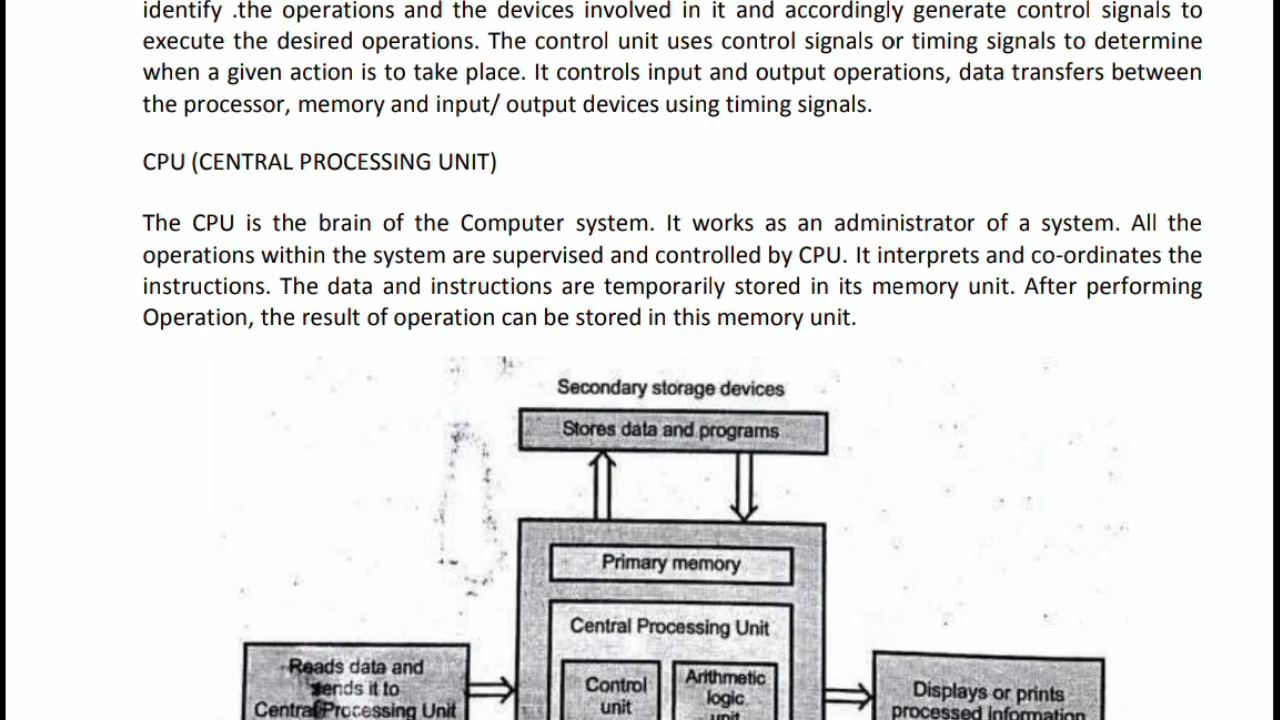 identify .the operations and the devices involved in it and accordingly generate control signals to
execute the desired operations. The control unit uses control signals or timing signals to determine
when a given action is to take place. It controls input and output operations, data transfers between
the processor, memory and input/ output devices using timing signals.
CPU (CENTRAL PROCESSING UNIT)
The CPU is the brain of the Computer system. It works as an administrator of a system. All the
operations within the system are supervised and controlled by CPU. It interprets and co-ordinates the
instructions. The data and instructions are temporarily stored in its memory unit. After performing
Operation, the result of operation can be stored in this memory unit.
Secondary storage devices
Stores data and programs
Primary memory
Central Processing Unit
Reads data and
sends it to
Central Processing Unit
Control
unit
Arithmetic
logic
unit
Displays or prints
processed information